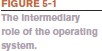 FIGURE 5-1
The intermediary
role of the operating
system.